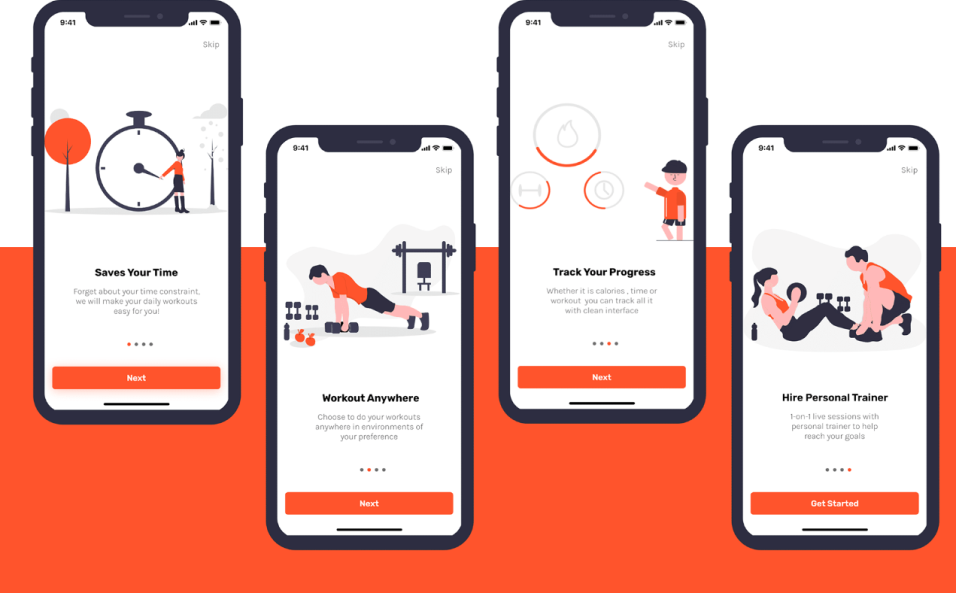 9:41
Skip
Saves Your Time
Forget about your time constraint,
we will make your daily workouts
easy for you!
Next
9:41
Skip
Workout Anywhere
Choose to do your workouts
anywhere in environments of
your preference
Next
9:41
Skip
Track Your Progress
Whether it is calories , time or
workout you can track all it
with clean interface
Next
9:41
Skip
Hire Personal Trainer
1-on-1 live sessions with
personal trainer to help
reach your goals
Get Started